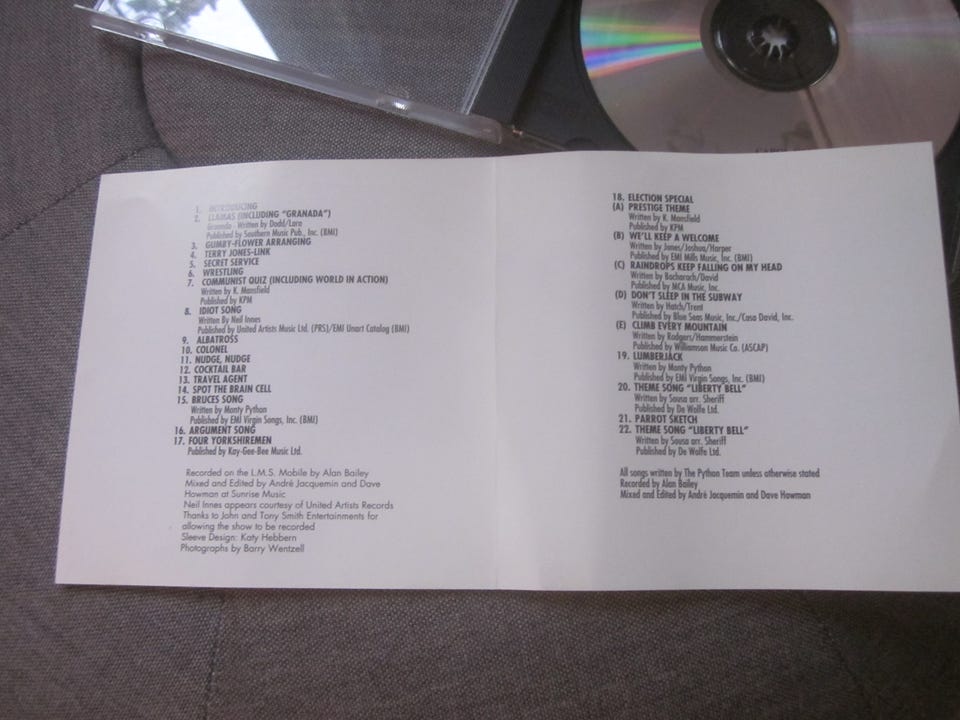 1. INTRODUCING
2. LLAMAS (INCLUDING "GRANADA")
Granada - Written by Dodd/Lara
Published by Southern Music Pub., Inc (BMI)
3. GUMBY-FLOWER ARRANGING
4. TERRY JONES-LINK
5. SECRET SERVICE
6. WRESTLING
7. COMMUNIST QUIZ (INCLUDING WORLD IN ACTION)
Written by K. Mansfield
Published by KPM
8. IDIOT SONG
Written By Neil Innes
Published by United Artists Music Ltd. (PRS)/EMI Unart Catalog (BMI)
9. ALBATROSS
10. COLONEL
11. NUDGE, NUDGE
12. COCKTAIL BAR
13. TRAVEL AGENT
14. SPOT THE BRAIN CELL
15. BRUCES SONG
Written by Monty Python
Published by EMI Virgin Songs, Inc. (BMI)
16. ARGUMENT SONG
17. FOUR YORKSHIREMEN
Published by Kay-Gee-Bee Music Ltd.
Recorded on the L.M.S. Mobile by Alan Bailey
Mixed and Edited by André Jacquemin and Dave
Howman at Sunrise Music
Neil Innes appears courtesy of United Artists Records
Thanks to John and Tony Smith Entertainments for
allowing the show to be recorded
Sleeve Design: Katy Hebbern
Photographs by Barry Wentzell
18. ELECTION SPECIAL
(A) PRESTIGE THEME
Written by K. Mansfield
Published by KPM
(B) WE'LL KEEP A WELCOME
Written by Jones/Joshua/Harper
Published by EMI Mills Music, Inc. (BMI)
(C) RAINDROPS KEEP FALLING ON MY HEAD
Written by Bacharach/David
Published by MCA Music, Inc.
(D) DON'T SLEEP IN THE SUBWAY
Written by Hatch/Trent
Published by Blue Seas Music, Inc./Casa David, Inc.
(E) CLIMB EVERY MOUNTAIN
Written by Rodgers/Hammerstein
Published by Williamson Music Co. (ASCAP)
19. LUMBERJACK
Written by Monty Python
Published by EMI Virgin Songs, Inc. (BMI)
20. THEME SONG "LIBERTY BELL"
Written by Sousa arr. Sheriff
Published by De Wolfe Ltd.
21. PARROT SKETCH
22. THEME SONG "LIBERTY BELL"
Written by Sousa arr. Sheriff
Published by De Wolfe Ltd.
All songs written by The Python Team unless otherwise stated
Recorded by Alan Bailey
Mixed and Edited by André Jacquemin and Dave Howman